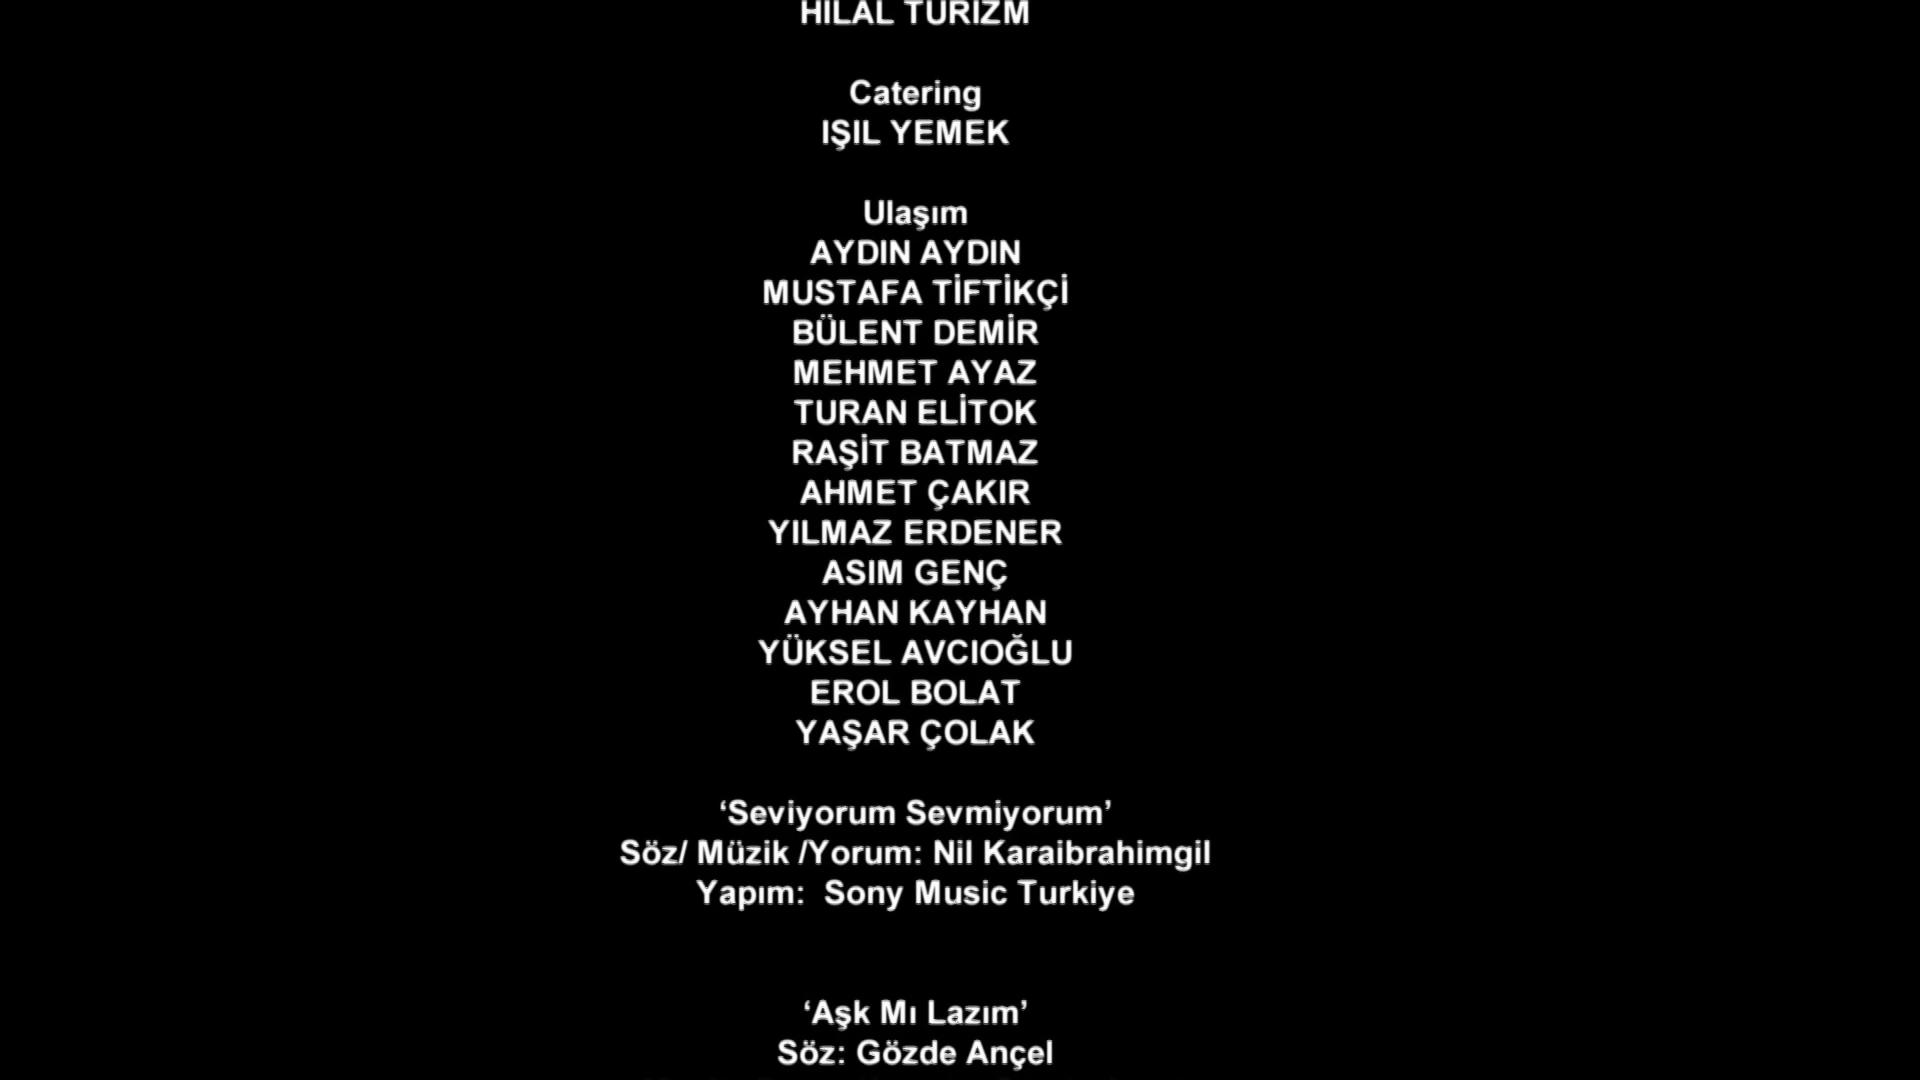 HİLAL TURİZM
Catering
IŞIL YEMEK
Ulaşım
AYDIN AYDIN
MUSTAFA TİFTİKÇİ
BÜLENT DEMİR
MEHMET AYAZ
TURAN ELİTOK
RAŞİT BATMAZ
AHMET ÇAKIR
YILMAZ ERDENER
ASIM GENÇ
AYHAN KAYHAN
YÜKSEL AVCIOĞLU
EROL BOLAT
YAŞAR ÇOLAK
‘Seviyorum Sevmiyorum’
Söz/ Müzik /Yorum: Nil Karaibrahimgil
Yapım:  Sony Music Turkiye
‘Aşk Mı Lazım’
Söz: Gözde Ançel